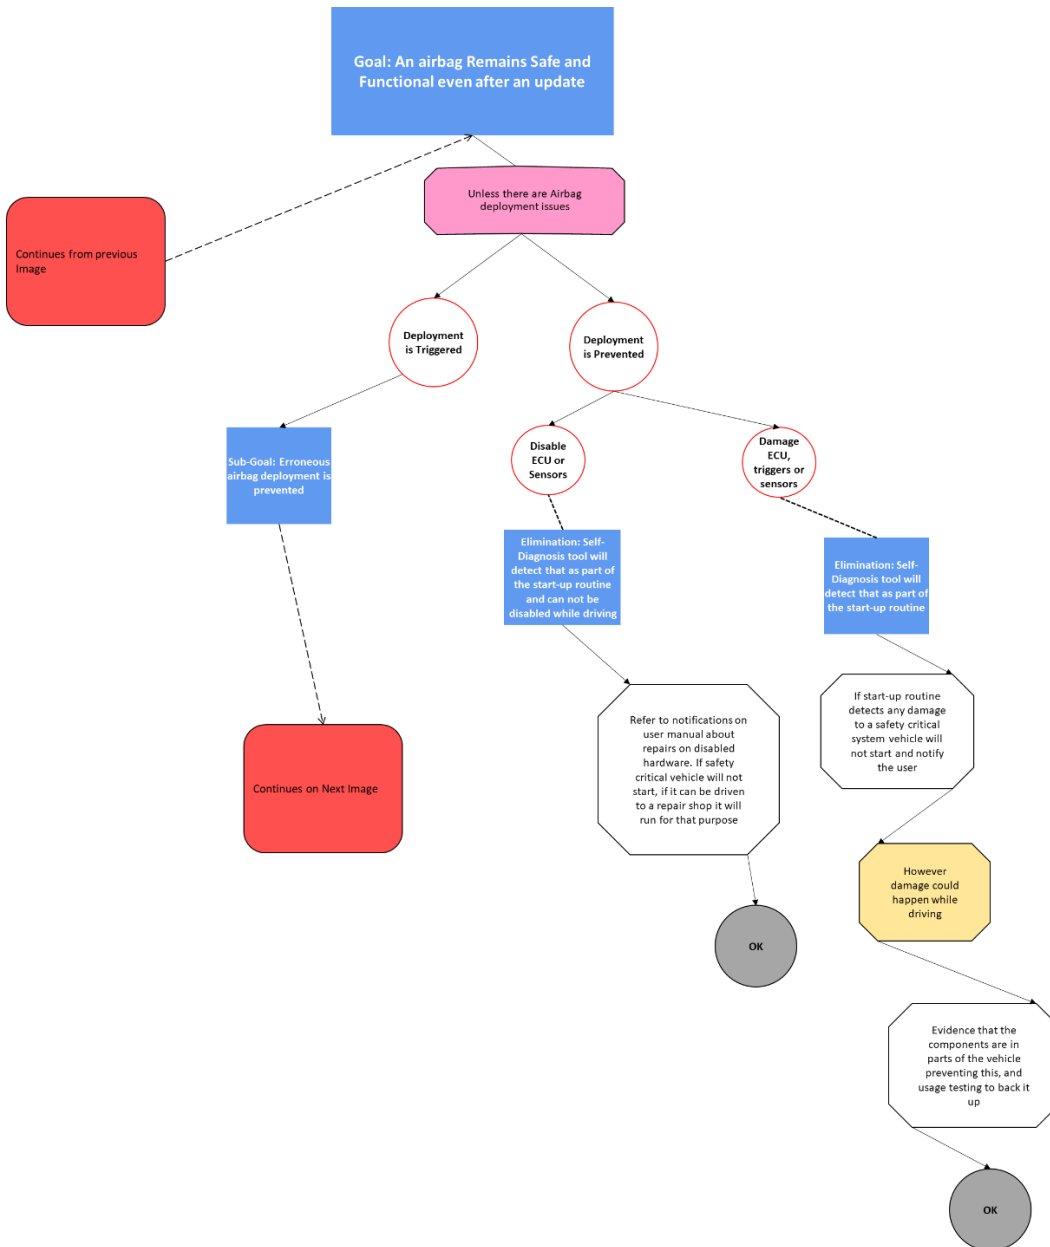 Goal: An airbag Remains Safe and
Functional even after an update
Unless there are Airbag
deployment issues
Continues from previous
Image
Deployment
is Triggered
Deployment
is Prevented
Sub-Goal: Erroneous
airbag deployment is
prevented
Disable
ECU or
Sensors
Damage
ECU,
triggers or
sensors
Elimination: Self-
Diagnosis tool will
detect that as part of
the start-up routine
and can not be
disabled while driving
Elimination: Self-
Diagnosis tool will
detect that as part of
the start-up routine
Refer to notifications on
user manual about
repairs on disabled
hardware. If safety
critical vehicle will not
start, if it can be driven
to a repair shop it will
run for that purpose
If start-up routine
detects any damage
to a safety critical
system vehicle will
not start and notify
the user
Continues on Next Image
However
damage could
happen while
driving
OK
Evidence that the
components are in
parts of the vehicle
preventing this, and
usage testing to back it
up
OK